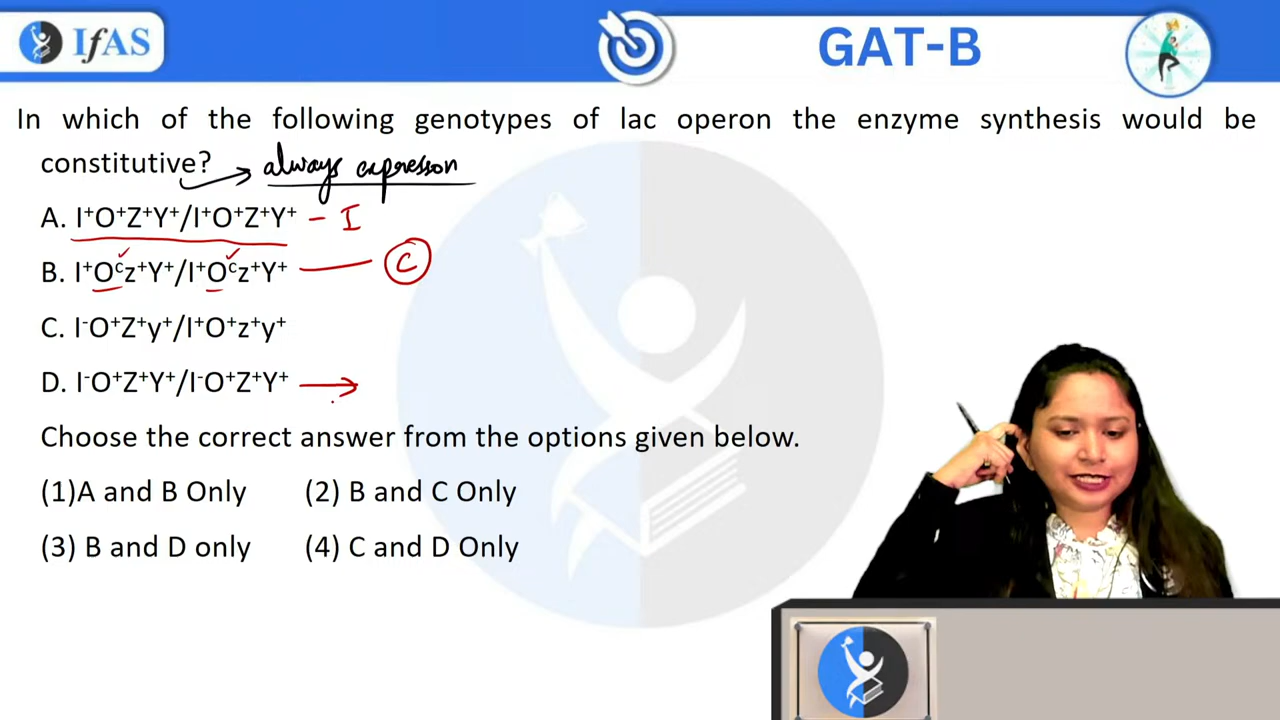 IfAS
GAT-B
In which of the following genotypes of lac operon the enzyme synthesis would be
constitutive? always expresson
A. I⁺O⁺Z⁺Y⁺/I⁺O⁺Z⁺Y⁺ - I
B. I⁺Oᶜz⁺Y⁺/I⁺Oᶜz⁺Y⁺ C
C. I⁻O⁺Z⁺y⁺/I⁺O⁺z⁺y⁺
D. I⁻O⁺Z⁺Y⁺/I⁻O⁺Z⁺Y⁺
Choose the correct answer from the options given below.
(1)A and B Only (2) B and C Only
(3) B and D only (4) C and D Only